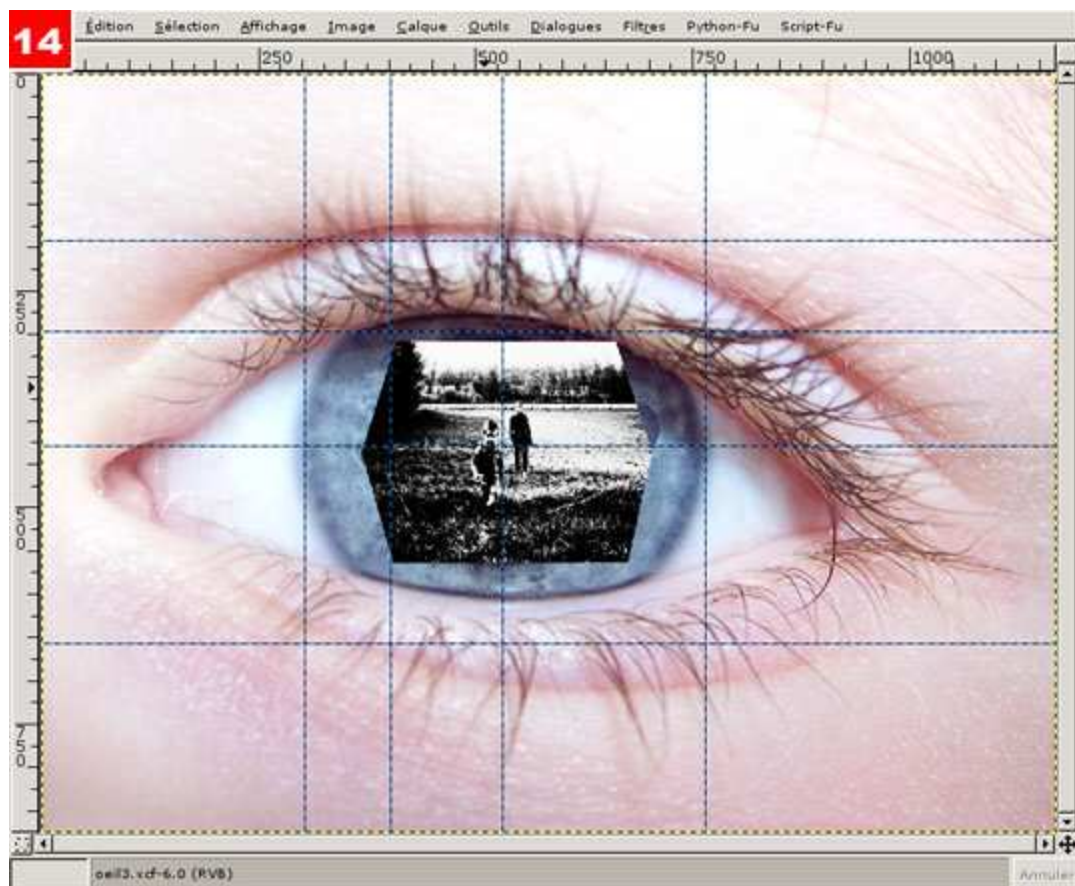 14
Édition Sélection Affichage Image Calque Outils Dialogues Filtres Python-Fu Script-Fu
250 500 750 1000
0
250
500
750
oeil3.xcf-6.0 (RVB)
Annuler